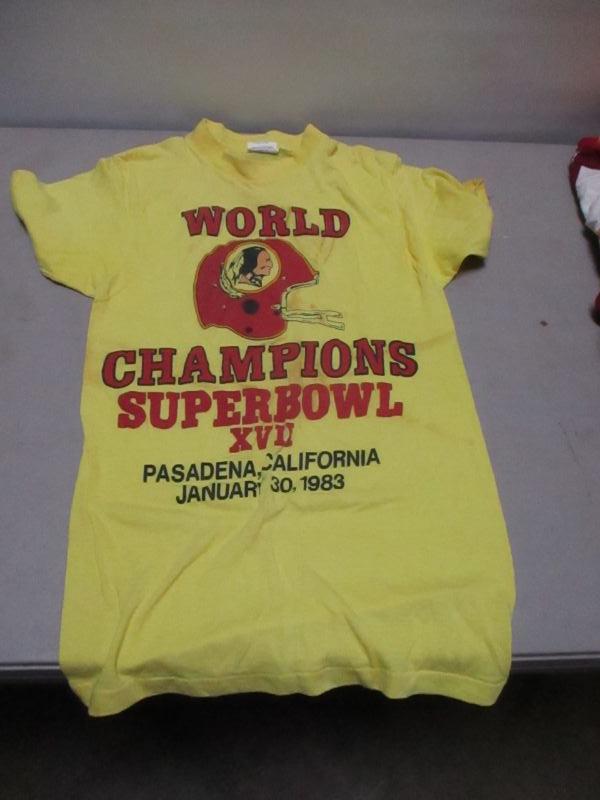 WORLD
CHAMPIONS
SUPERBOWL
XVII
PASADENA, CALIFORNIA
JANUARY 30, 1983